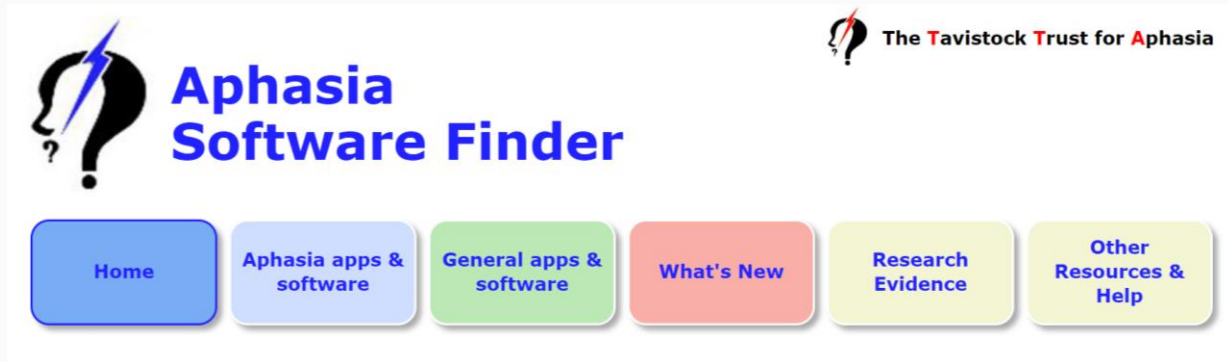 The Tavistock Trust for Aphasia
Aphasia
Software Finder
Home
Aphasia apps &
software
General apps &
software
What's New
Research
Evidence
Other
Resources &
Help